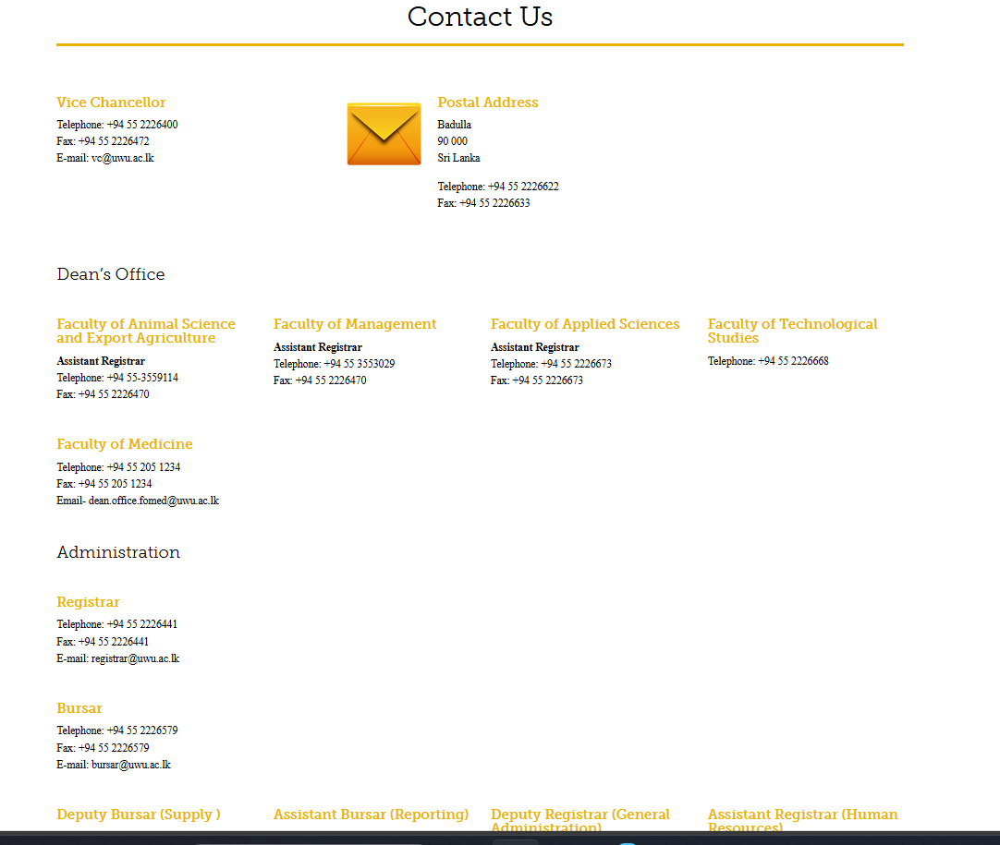 Contact Us
Vice Chancellor
Telephone: +94 55 2226400
Fax: +94 55 2226472
E-mail: vc@uwu.ac.lk
Postal Address
Badulla
90 000
Sri Lanka
Telephone: +94 55 2226622
Fax: +94 55 2226633
Dean's Office
Faculty of Animal Science
and Export Agriculture
Assistant Registrar
Telephone: +94 55-3559114
Fax: +94 55 2226470
Faculty of Management
Assistant Registrar
Telephone: +94 55 3553029
Fax: +94 55 2226470
Faculty of Applied Sciences
Assistant Registrar
Telephone: +94 55 2226673
Fax: +94 55 2226673
Faculty of Technological
Studies
Telephone: +94 55 2226668
Faculty of Medicine
Telephone: +94 55 205 1234
Fax: +94 55 205 1234
Email- dean.office.fomed@uwu.ac.lk
Administration
Registrar
Telephone: +94 55 2226441
Fax: +94 55 2226441
E-mail: registrar@uwu.ac.lk
Bursar
Telephone: +94 55 2226579
Fax: +94 55 2226579
E-mail: bursar@uwu.ac.lk
Deputy Bursar (Supply )
Assistant Bursar (Reporting)
Deputy Registrar (General
Administration)
Assistant Registrar (Human
Resources)